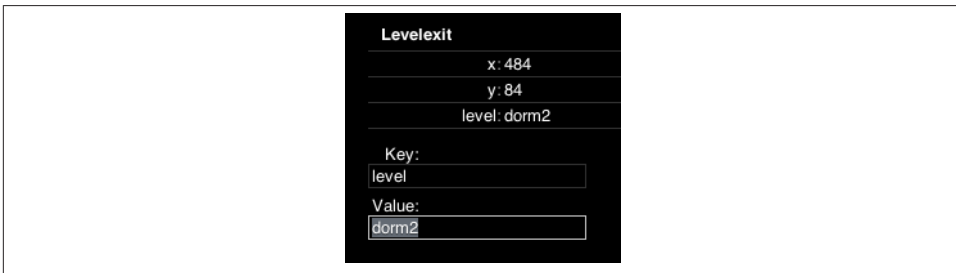 Levelexit
x: 484
y: 84
level: dorm2
Key:
level
Value:
dorm2